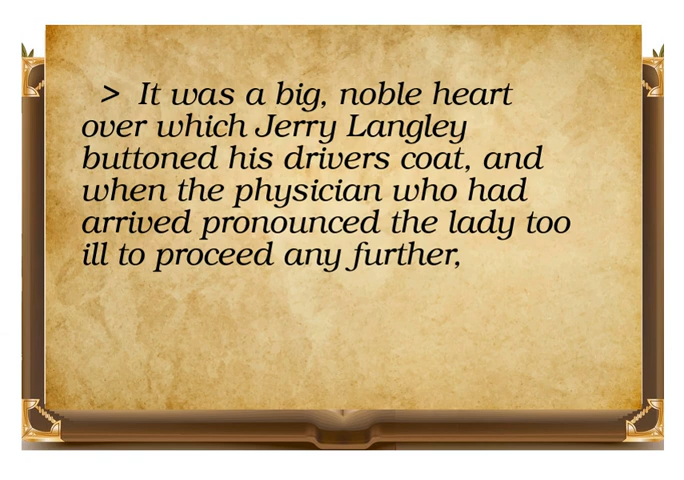 > It was a big, noble heart
over which Jerry Langley
buttoned his drivers coat, and
when the physician who had
arrived pronounced the lady too
ill to proceed any further,